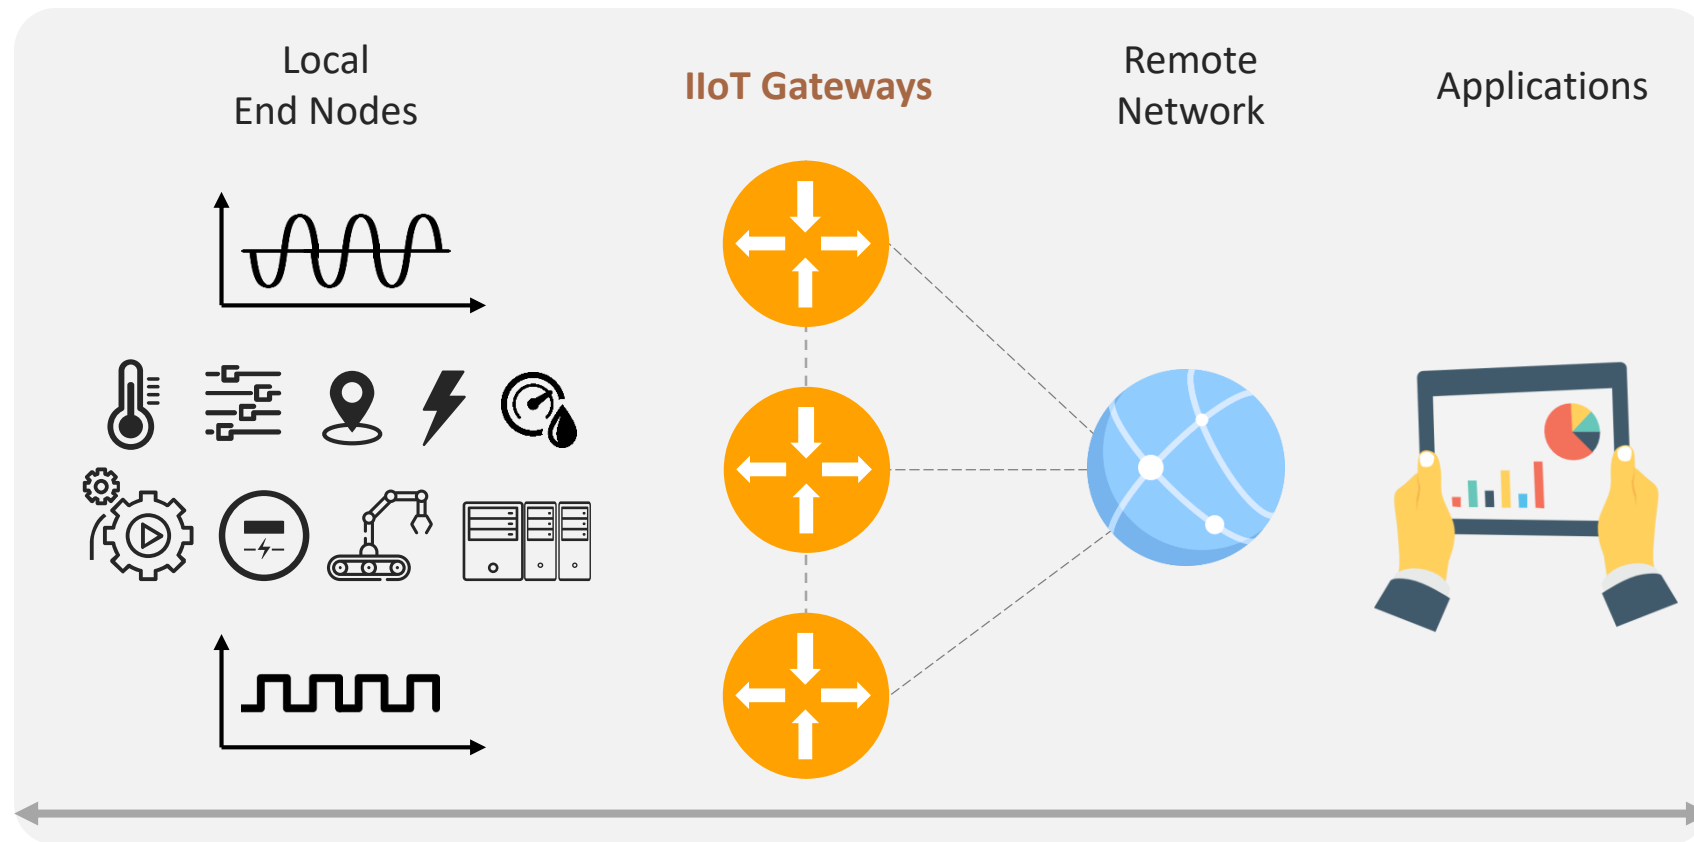 Local
End Nodes
IIoT Gateways
Remote
Network
Applications